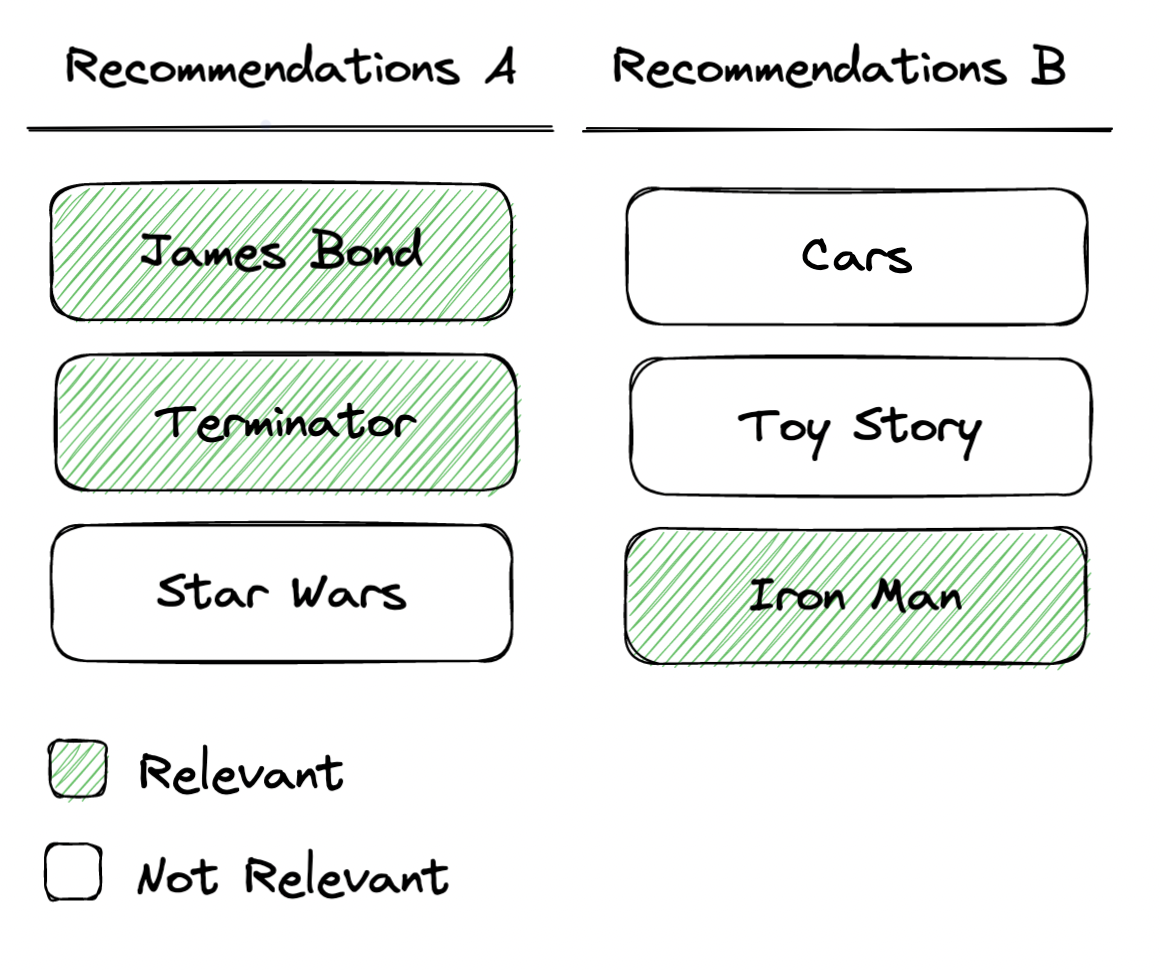 Recommendations A
Recommendations B
James Bond
Cars
Terminator
Toy Story
Star Wars
Iron Man
Relevant
Not Relevant